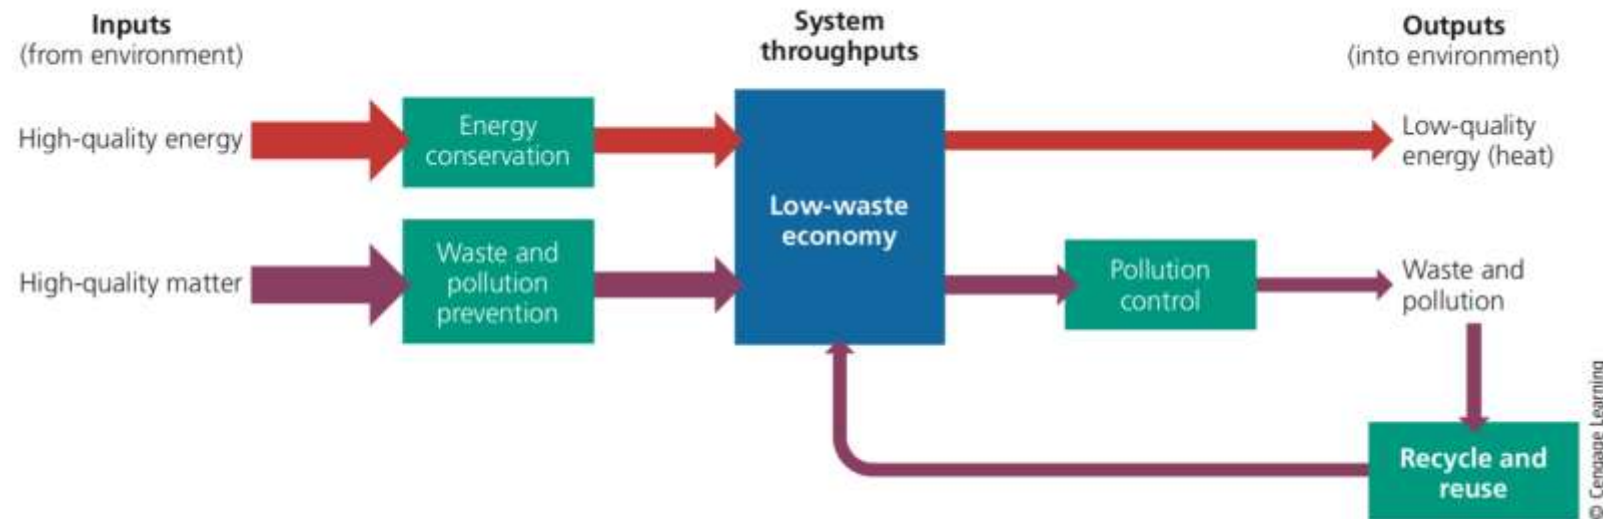 Inputs
(from environment)
System
throughputs
Outputs
(into environment)
High-quality energy
Energy
conservation
Low-quality
energy (heat)
Low-waste
economy
High-quality matter
Waste and
pollution
prevention
Pollution
control
Waste and
pollution
Recycle and
reuse
© Cengage Learning